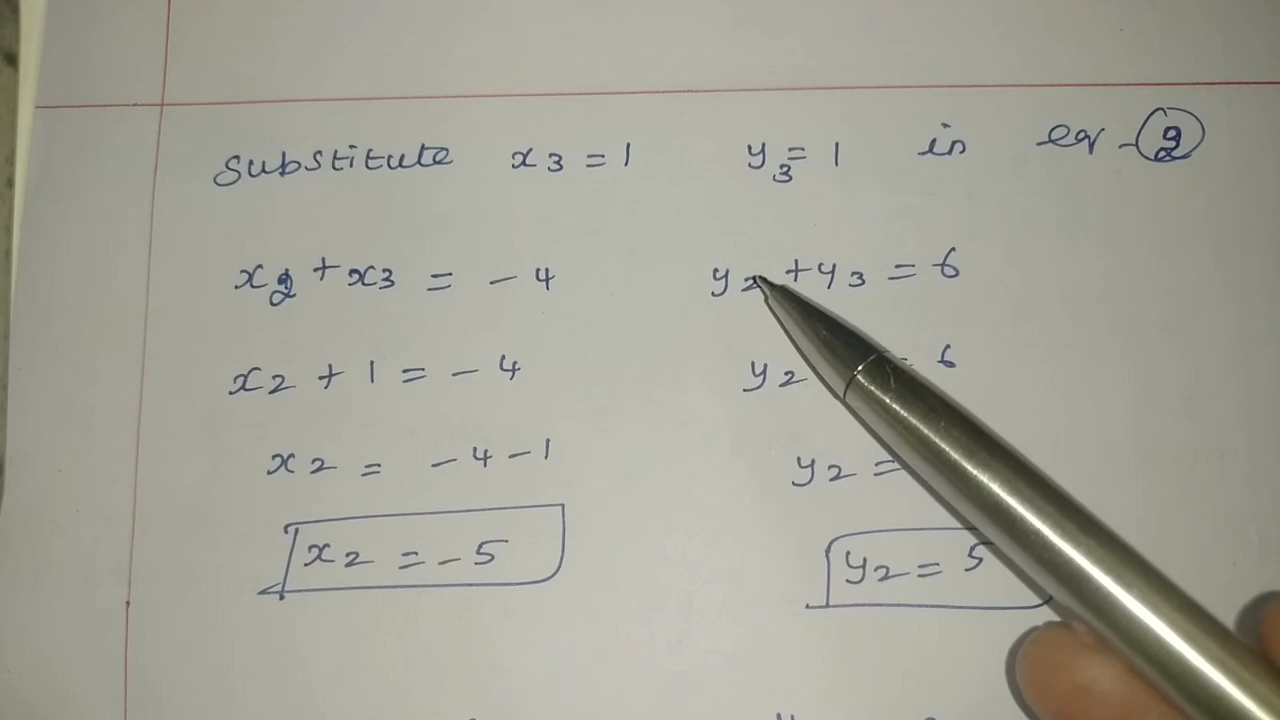 Substitute x3 = 1 y3 = 1 in eq - 2
x2 + x3 = - 4 y2 + y3 = 6
x2 + 1 = - 4 y2 = 6
x2 = - 4 - 1 y2 =
x2 = - 5 y2 = 5